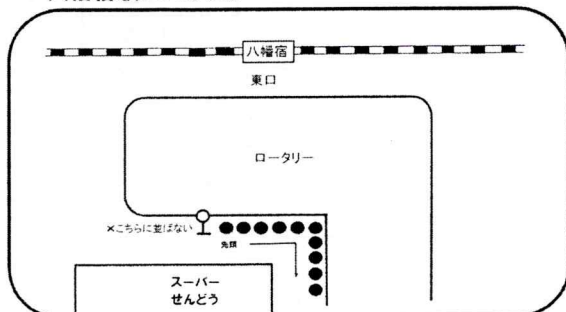 八幡宿
東口
ロータリー
×こちらに並ばない
先頭
スーパー
せんどう